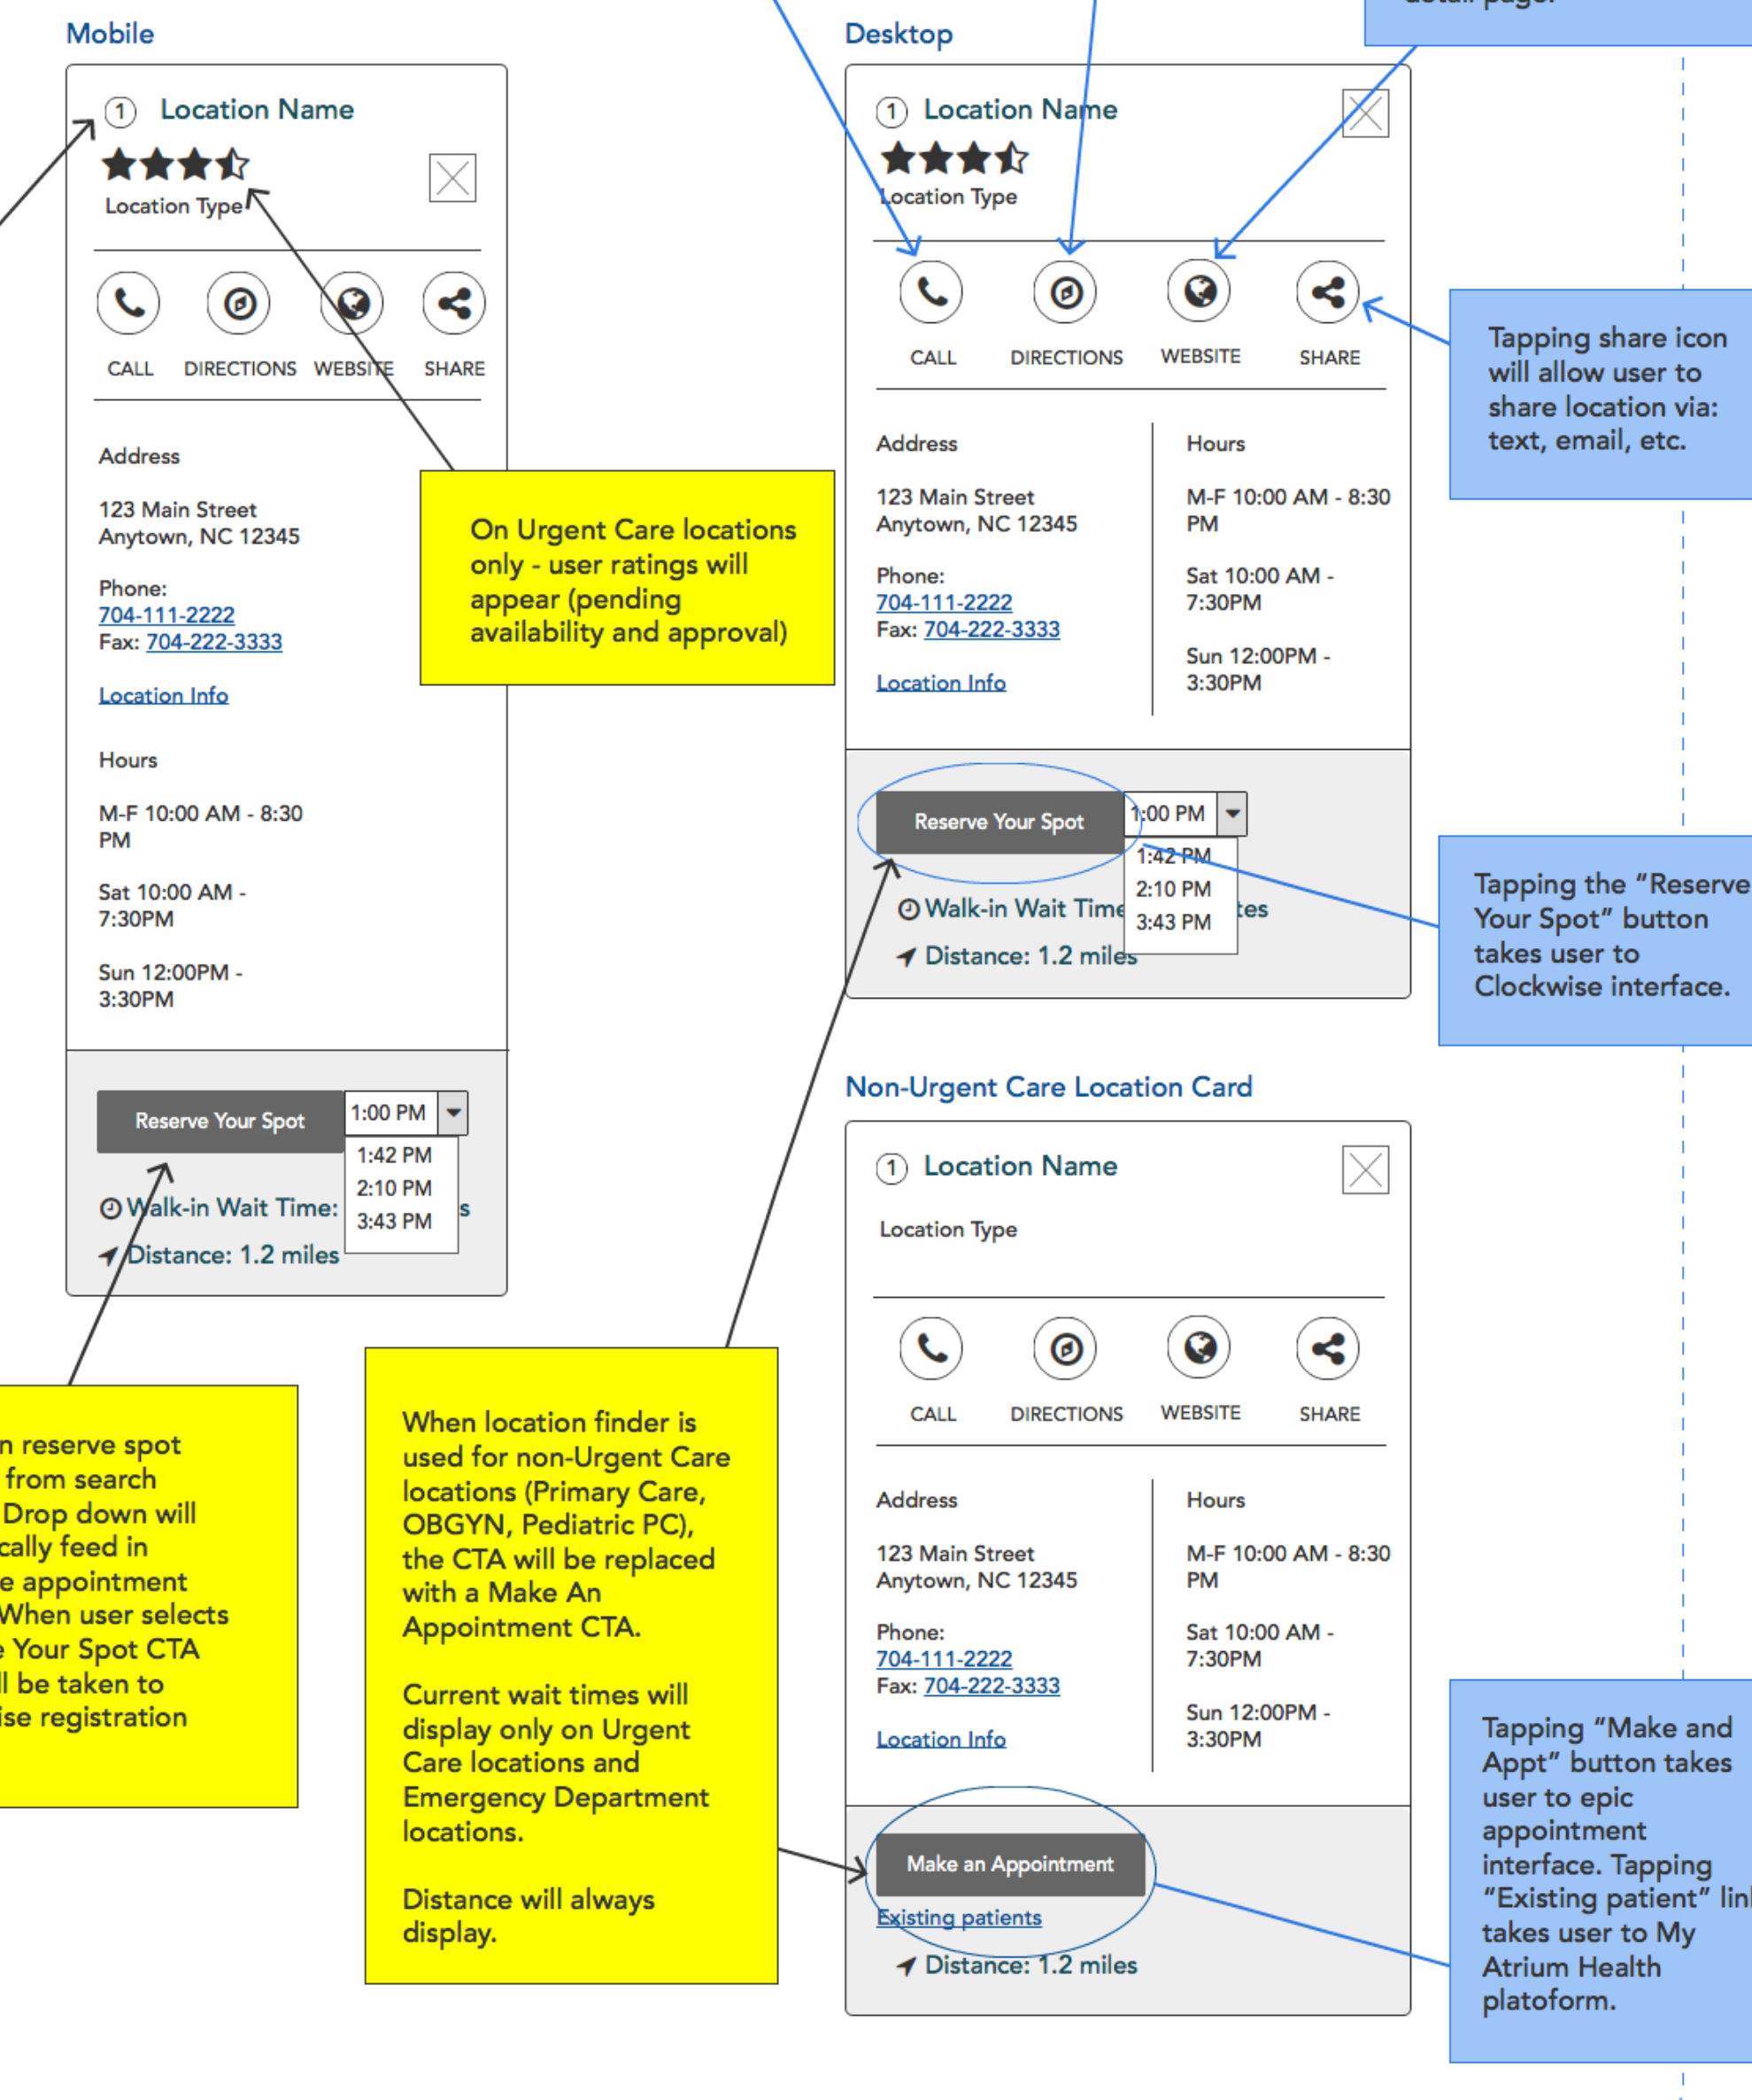 detail page.
Mobile
1 Location Name
Location Type
CALL DIRECTIONS WEBSITE SHARE
Address
123 Main Street
Anytown, NC 12345
Phone:
704-111-2222
Fax: 704-222-3333
Location Info
Hours
M-F 10:00 AM - 8:30
PM
Sat 10:00 AM -
7:30PM
Sun 12:00PM -
3:30PM
Reserve Your Spot 1:00 PM
1:42 PM
2:10 PM
3:43 PM
Walk-in Wait Time: s
Distance: 1.2 miles
On Urgent Care locations
only - user ratings will
appear (pending
availability and approval)
n reserve spot
from search
Drop down will
cally feed in
e appointment
When user selects
e Your Spot CTA
ll be taken to
ise registration
When location finder is
used for non-Urgent Care
locations (Primary Care,
OBGYN, Pediatric PC),
the CTA will be replaced
with a Make An
Appointment CTA.
Current wait times will
display only on Urgent
Care locations and
Emergency Department
locations.
Distance will always
display.
Desktop
1 Location Name
Location Type
CALL DIRECTIONS WEBSITE SHARE
Address
123 Main Street
Anytown, NC 12345
Phone:
704-111-2222
Fax: 704-222-3333
Location Info
Hours
M-F 10:00 AM - 8:30
PM
Sat 10:00 AM -
7:30PM
Sun 12:00PM -
3:30PM
Reserve Your Spot 1:00 PM
1:42 PM
2:10 PM
3:43 PM
Walk-in Wait Time tes
Distance: 1.2 miles
Tapping share icon
will allow user to
share location via:
text, email, etc.
Tapping the "Reserve
Your Spot" button
takes user to
Clockwise interface.
Non-Urgent Care Location Card
1 Location Name
Location Type
CALL DIRECTIONS WEBSITE SHARE
Address
123 Main Street
Anytown, NC 12345
Phone:
704-111-2222
Fax: 704-222-3333
Location Info
Hours
M-F 10:00 AM - 8:30
PM
Sat 10:00 AM -
7:30PM
Sun 12:00PM -
3:30PM
Make an Appointment
Existing patients
Distance: 1.2 miles
Tapping “Make and
Appt” button takes
user to epic
appointment
interface. Tapping
“Existing patient” link
takes user to My
Atrium Health
platoform.